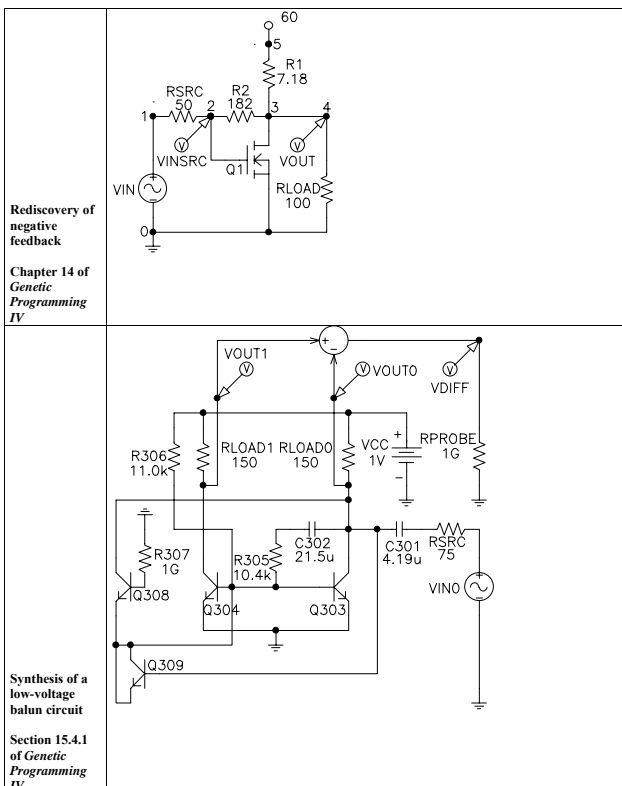 60
5
R1
7.18
RSRC
50
R2
182
1
2
3
4
V
VINSRC
V
VOUT
Q1
VIN
RLOAD
100
0
Rediscovery of
negative
feedback
Chapter 14 of
Genetic
Programming
IV
+
-
VOUT1
V
V
VOUT0
V
VDIFF
R306
11.0k
RLOAD1
150
RLOAD0
150
VCC
1V
+
-
RPROBE
1G
R307
1G
R305
10.4k
C302
21.5u
C301
4.19u
RSRC
75
VIN0
+
-
Q308
Q304
Q303
Q309
Synthesis of a
low-voltage
balun circuit
Section 15.4.1
of Genetic
Programming
IV